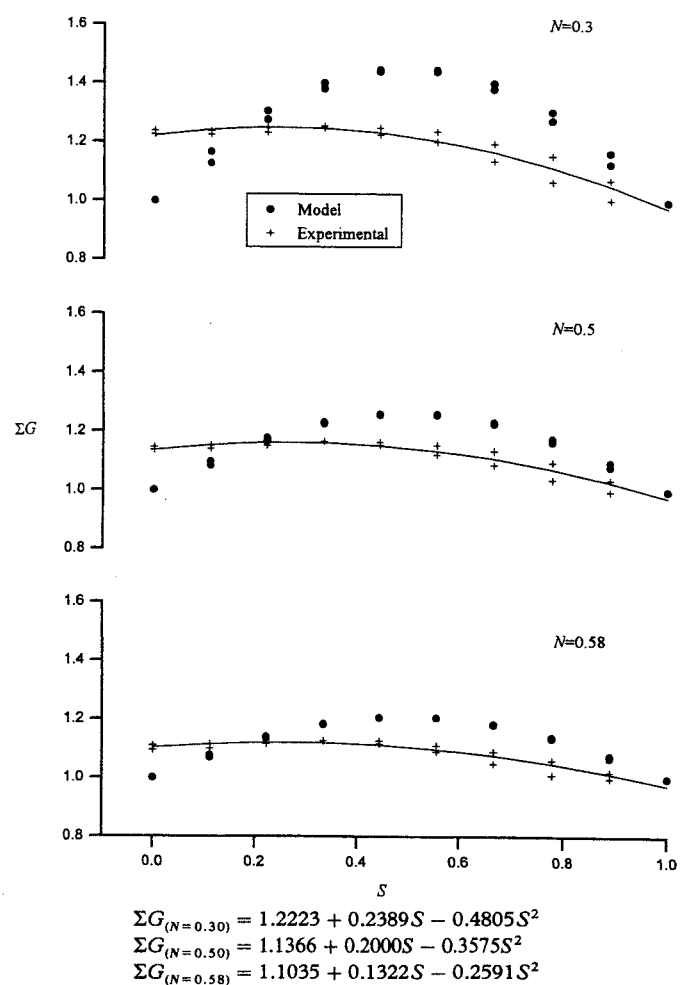 1.6
N=0.3
1.4
1.2
1.0
Model
Experimental
0.8
1.6
N=0.5
1.4
ΣG
1.2
1.0
0.8
1.6
N=0.58
1.4
1.2
1.0
0.8
0.0 0.2 0.4 0.6 0.8 1.0
S
ΣG(N=0.30) = 1.2223 + 0.2389S − 0.4805S²
ΣG(N=0.50) = 1.1366 + 0.2000S − 0.3575S²
ΣG(N=0.58) = 1.1035 + 0.1322S − 0.2591S²